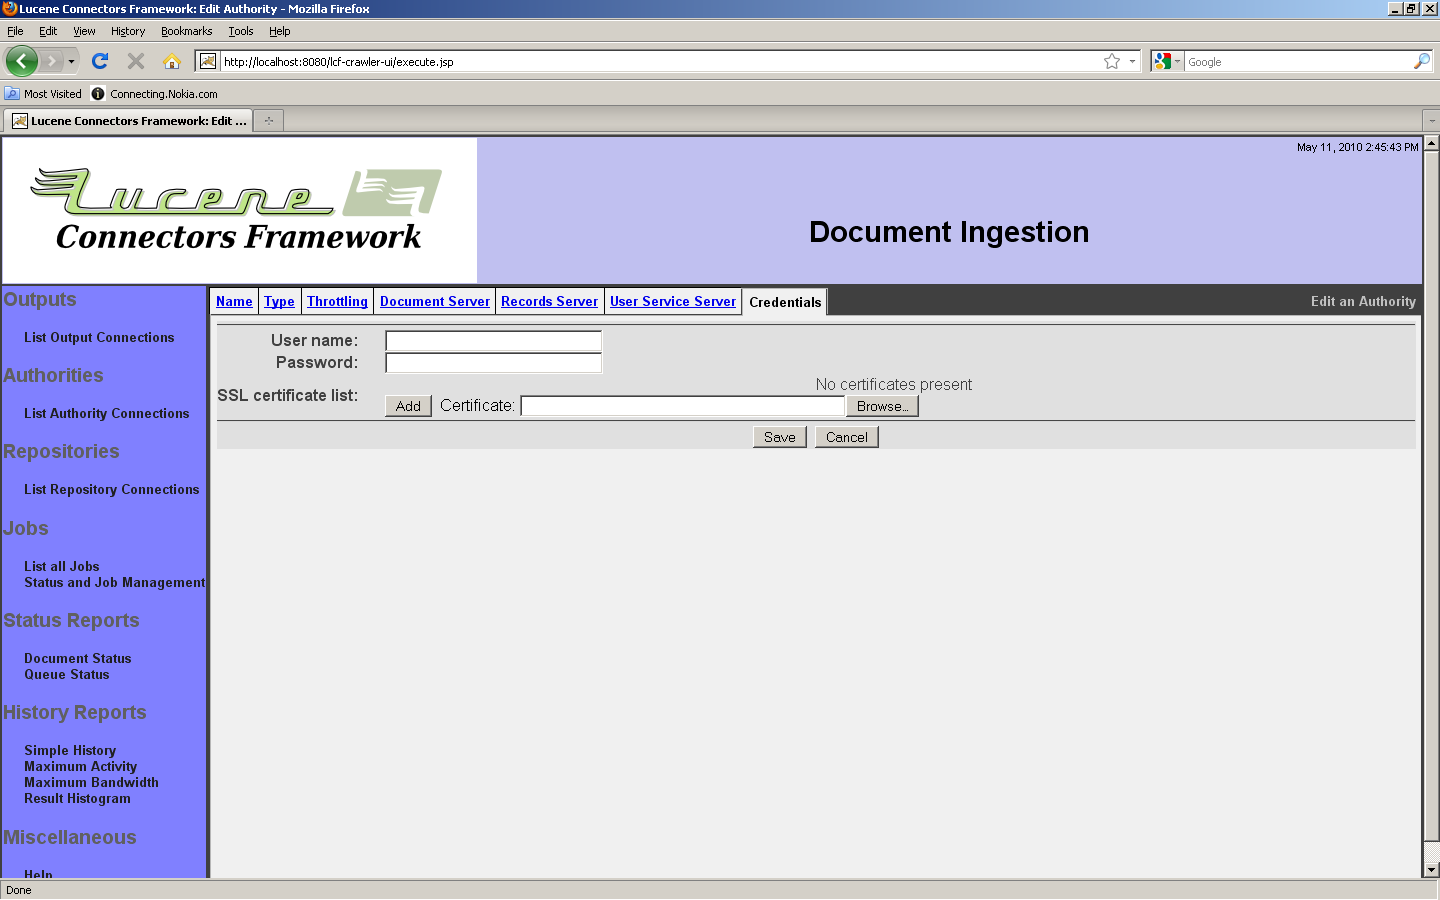 Lucene Connectors Framework: Edit Authority - Mozilla Firefox
File Edit View History Bookmarks Tools Help
http://localhost:8080/lcf-crawler-ui/execute.jsp
Google
Most Visited Connecting.Nokia.com
Lucene Connectors Framework: Edit ...
May 11, 2010 2:45:43 PM
Lucene
Connectors Framework
Document Ingestion
Outputs
List Output Connections
Authorities
List Authority Connections
Repositories
List Repository Connections
Jobs
List all Jobs
Status and Job Management
Status Reports
Document Status
Queue Status
History Reports
Simple History
Maximum Activity
Maximum Bandwidth
Result Histogram
Miscellaneous
Help
Name Type Throttling Document Server Records Server User Service Server Credentials Edit an Authority
User name:
Password:
No certificates present
SSL certificate list:
Add Certificate: Browse...
Save Cancel
Done